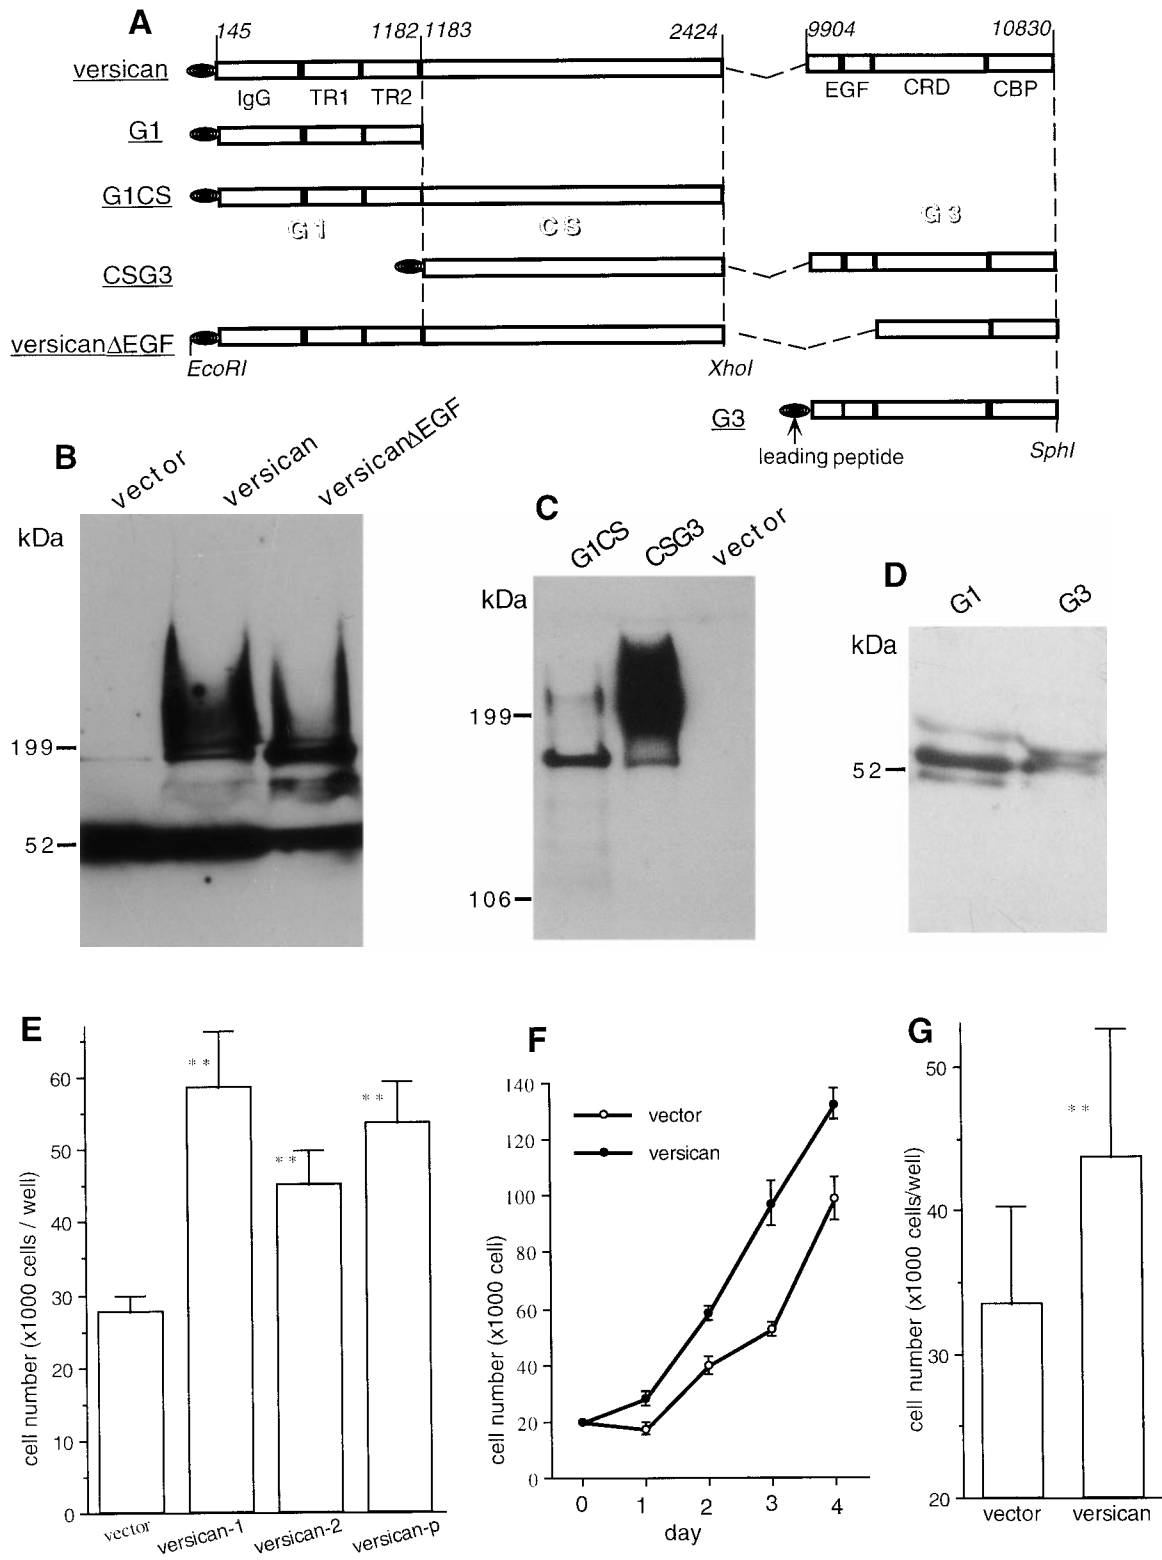 A
145 1182 1183 2424 9904 10830
versican
IgG TR1 TR2 EGF CRD CBP
G1
G1CS
G1 CS G3
CSG3
versicanΔEGF
EcoRI XhoI
G3
leading peptide SphI
B
vector versican versicanΔEGF
kDa
199
52
C
G1CS CSG3 vector
kDa
199
106
D
G1 G3
kDa
52
E
cell number (x1000 cells / well)
60
50
40
30
20
10
0
** ** **
vector versican-1 versican-2 versican-p
F
cell number (x1000 cell)
140
120
100
80
60
40
20
0
vector
versican
0 1 2 3 4
day
G
cell number (x1000 cells/well)
50
40
30
20
**
vector versican